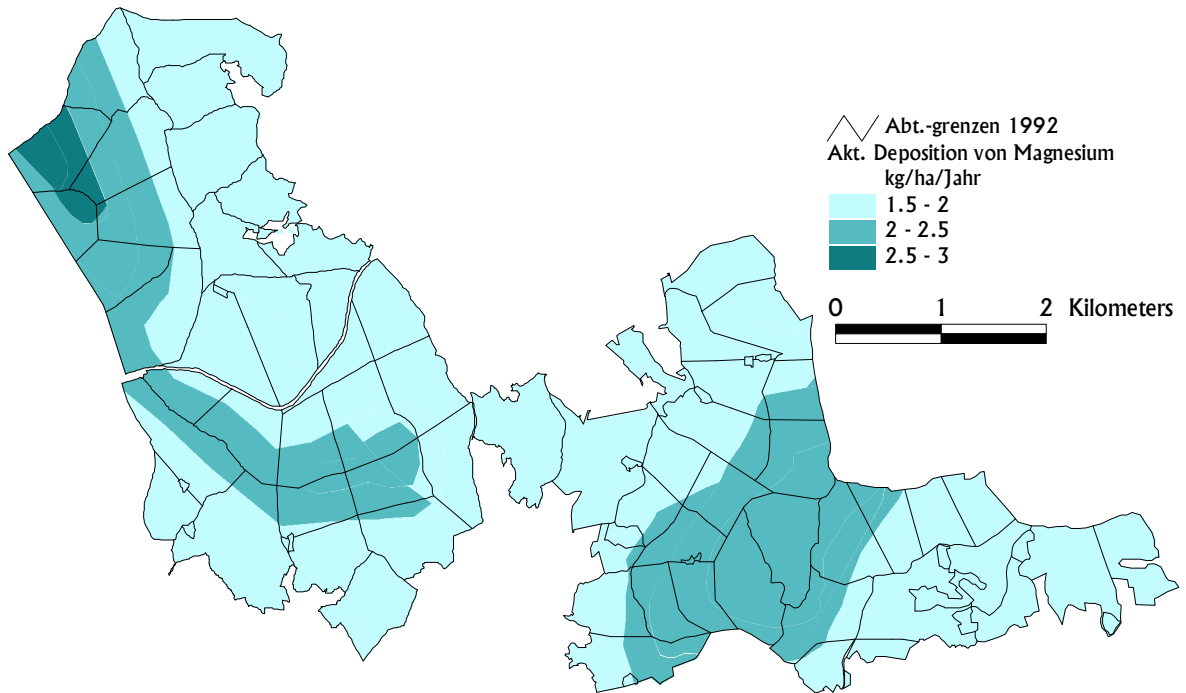 Abt.-grenzen 1992
Akt. Deposition von Magnesium
kg/ha/Jahr
1.5 - 2
2 - 2.5
2.5 - 3
0 1 2 Kilometers